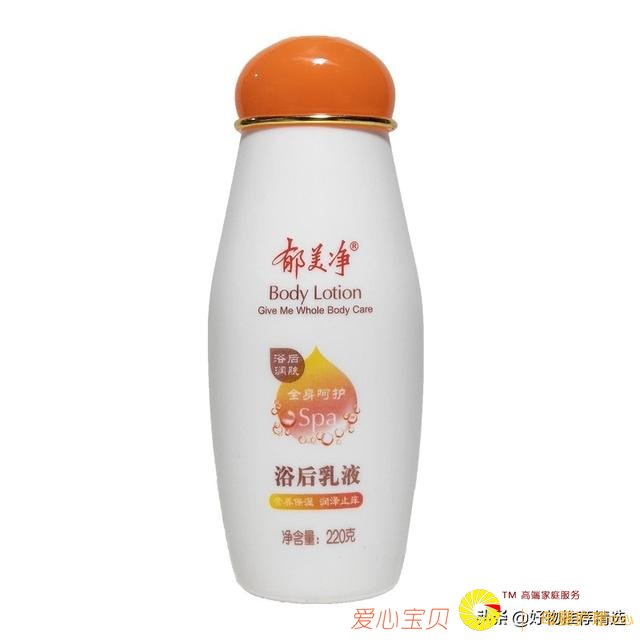 郁美净®
Body Lotion
Give Me Whole Body Care
浴后
润肤
全身呵护
Spa
浴后乳液
营养保湿 润泽止痒
净含量：220克
TM 高端家庭服务
爱心宝贝
头条@好物推荐精选